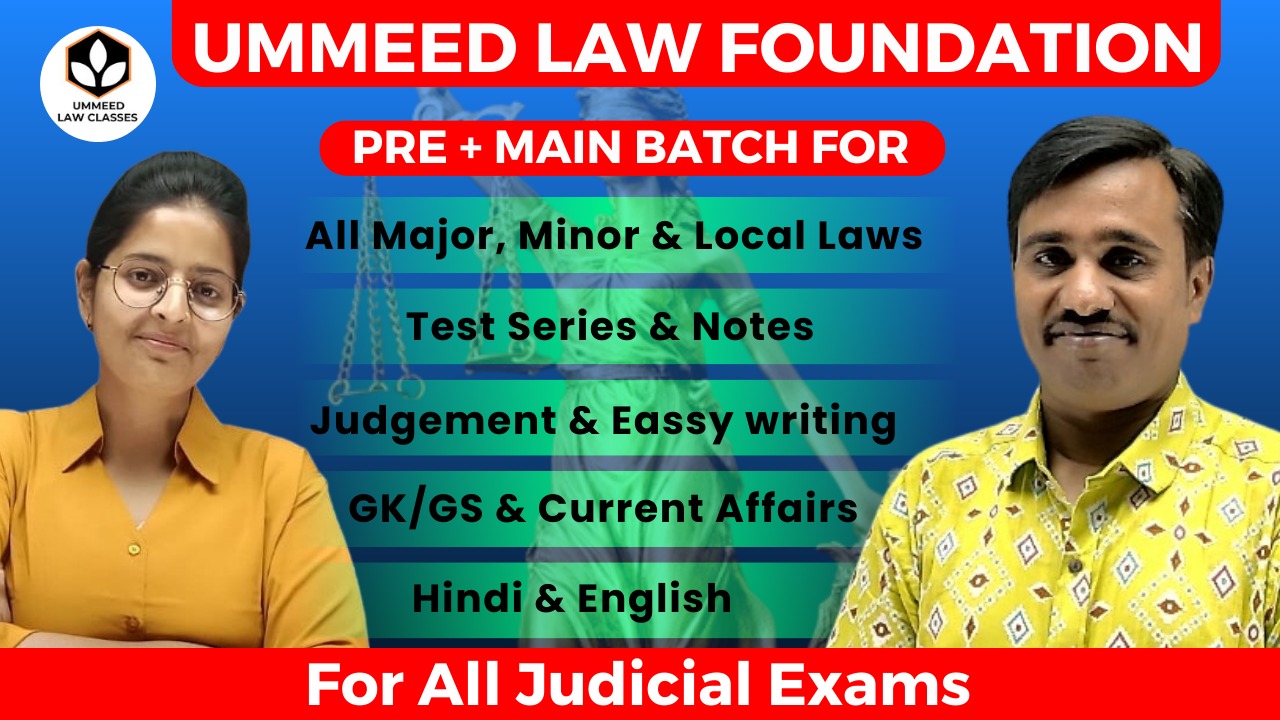 UMMEED LAW FOUNDATION
UMMEED
LAW CLASSES
PRE + MAIN BATCH FOR
All Major, Minor & Local Laws
Test Series & Notes
Judgement & Eassy writing
GK/GS & Current Affairs
Hindi & English
For All Judicial Exams